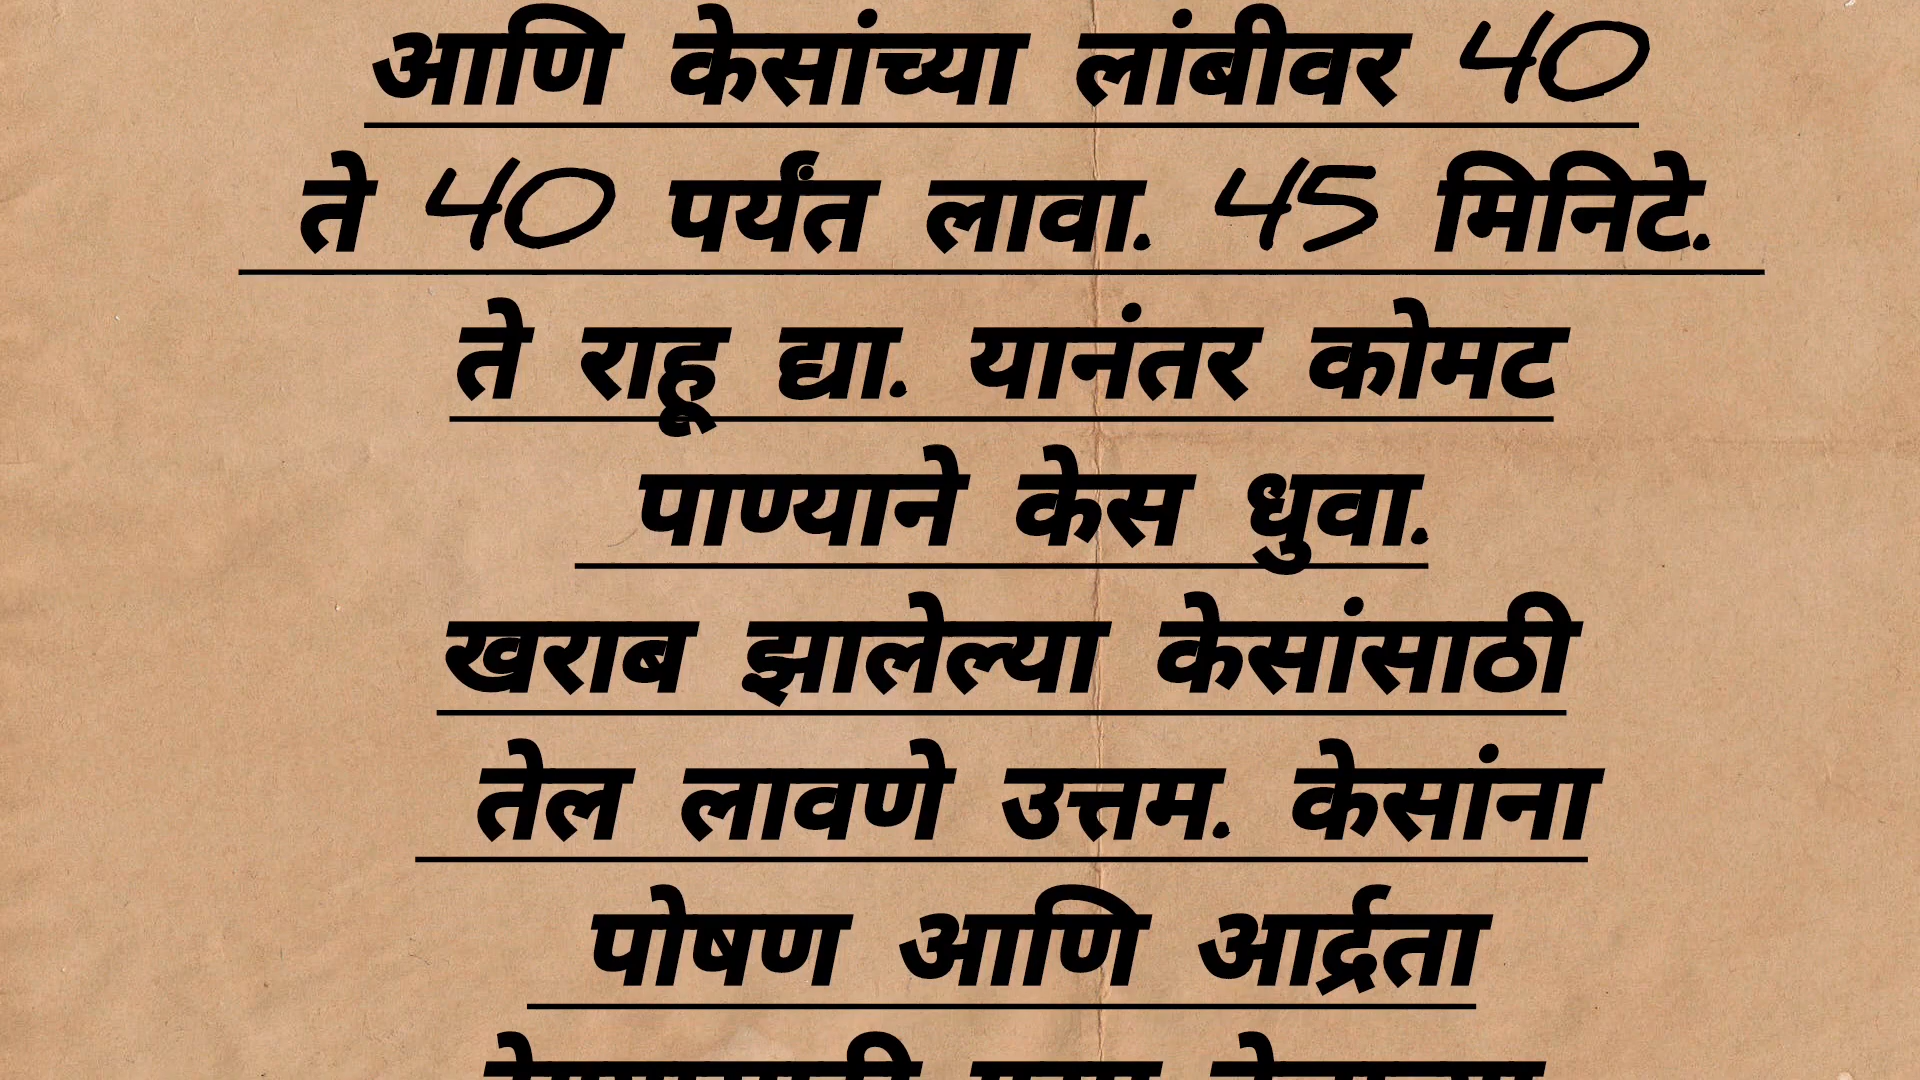 आणि केसांच्या लांबीवर 40
ते 40 पर्यंत लावा. 45 मिनिटे.
ते राहू द्या. यानंतर कोमट
पाण्याने केस धुवा.
खराब झालेल्या केसांसाठी
तेल लावणे उत्तम. केसांना
पोषण आणि आर्द्रता